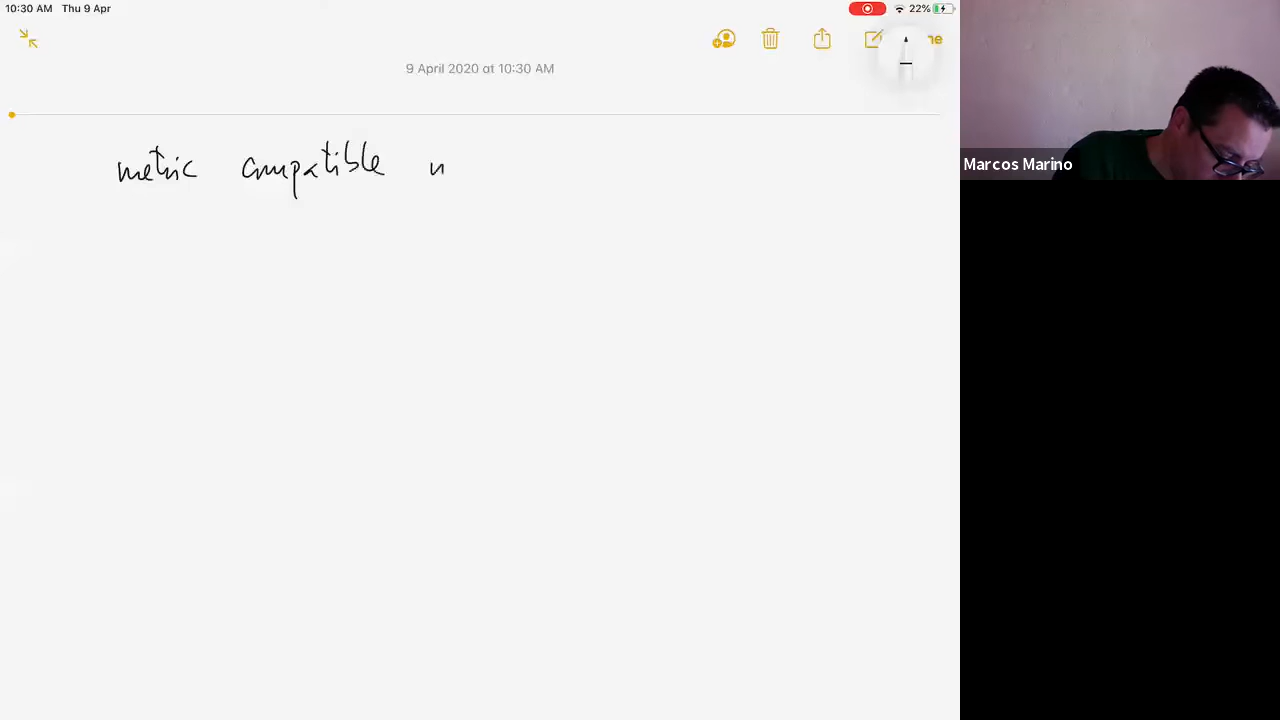 10:30 AM Thu 9 Apr
22%
9 April 2020 at 10:30 AM
metric compatible
Marcos Marino